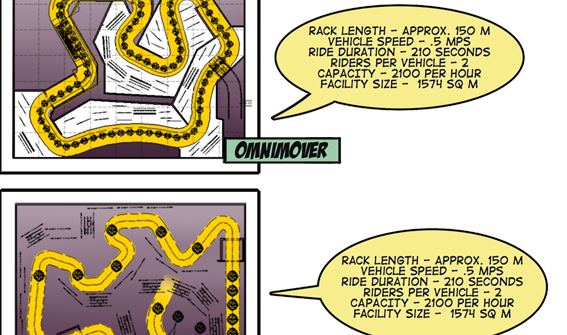 RACK LENGTH - APPROX. 150 M
VEHICLE SPEED - .5 MPS
RIDE DURATION - 210 SECONDS
RIDERS PER VEHICLE - 2
CAPACITY - 2100 PER HOUR
FACILITY SIZE - 1574 SQ M
OMNIMOVER
RACK LENGTH - APPROX. 150 M
VEHICLE SPEED - .5 MPS
RIDE DURATION - 210 SECONDS
RIDERS PER VEHICLE - 2
CAPACITY - 2100 PER HOUR
FACILITY SIZE - 1574 SQ M